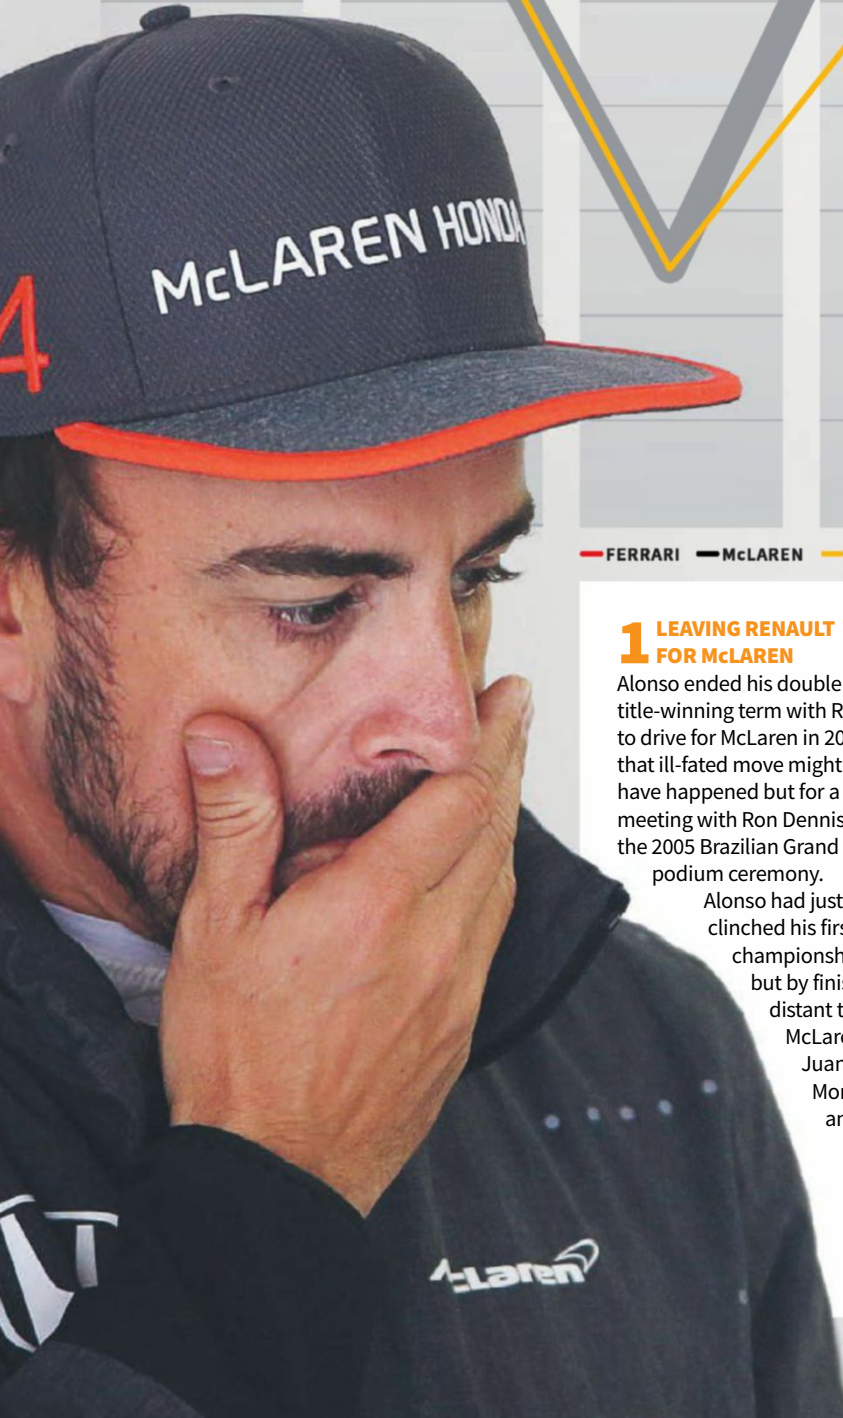 McLAREN HONDA
4
FERRARI McLAREN
1 LEAVING RENAULT
FOR McLAREN
Alonso ended his double
title-winning term with R
to drive for McLaren in 20
that ill-fated move might
have happened but for a
meeting with Ron Dennis
the 2005 Brazilian Grand
podium ceremony.
Alonso had just
clinched his firs
championsh
but by finis
distant t
McLare
Juan
Mon
an
McLaren